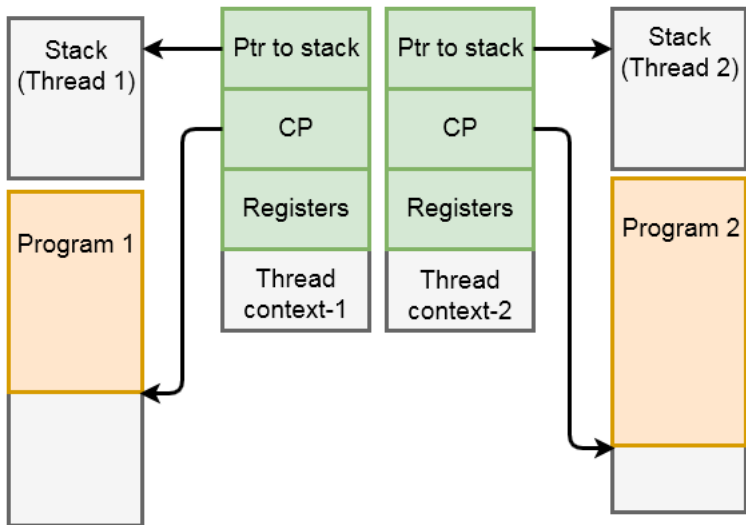 Stack
(Thread 1)
Ptr to stack
Ptr to stack
Stack
(Thread 2)
CP
CP
Program 1
Registers
Registers
Program 2
Thread
context-1
Thread
context-2